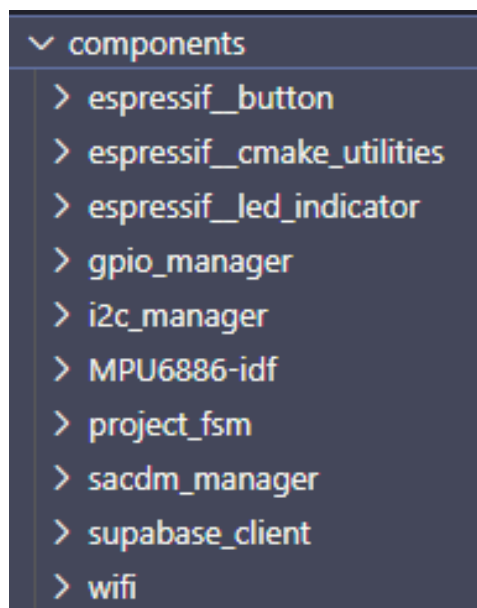 components
espressif__button
espressif__cmake_utilities
espressif__led_indicator
gpio_manager
i2c_manager
MPU6886-idf
project_fsm
sacdm_manager
supabase_client
wifi